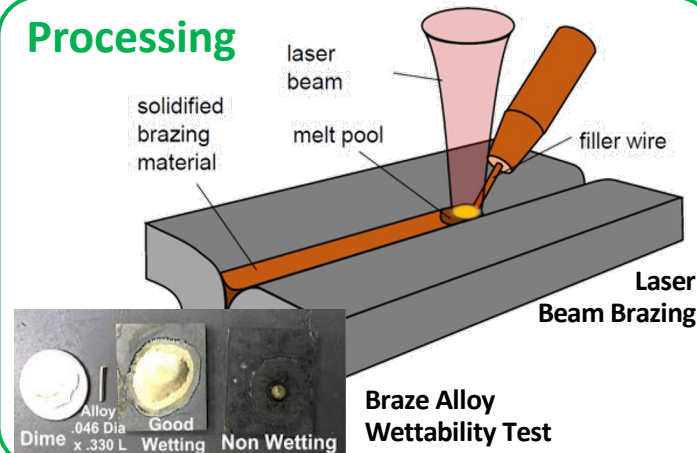 Processing
laser
beam
solidified
brazing
material
melt pool
filler wire
Laser
Beam Brazing
Dime
Alloy
.046 Dia
x .330 L
Good
Wetting
Non Wetting
Braze Alloy
Wettability Test